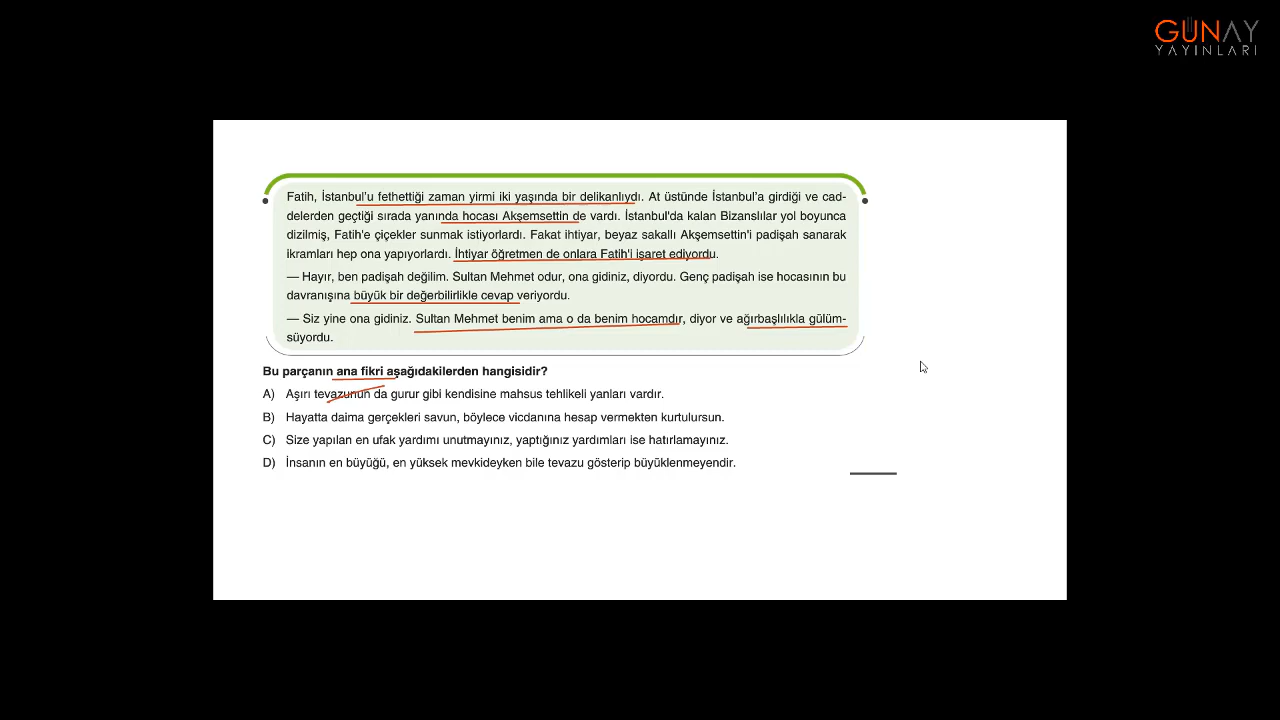 GÜNAY
YAYINLARI
Fatih, İstanbul'u fethettiği zaman yirmi iki yaşında bir delikanlıydı. At üstünde İstanbul'a girdiği ve cad-
delerden geçtiği sırada yanında hocası Akşemsettin de vardı. İstanbul'da kalan Bizanslılar yol boyunca
dizilmiş, Fatih'e çiçekler sunmak istiyorlardı. Fakat ihtiyar, beyaz sakallı Akşemsettin'i padişah sanarak
ikramları hep ona yapıyorlardı. İhtiyar öğretmen de onlara Fatih'i işaret ediyordu.
— Hayır, ben padişah değilim. Sultan Mehmet odur, ona gidiniz, diyordu. Genç padişah ise hocasının bu
davranışına büyük bir değerbilirlikle cevap veriyordu.
— Siz yine ona gidiniz. Sultan Mehmet benim ama o da benim hocamdır, diyor ve ağırbaşlılıkla gülüm-
süyordu.
Bu parçanın ana fikri aşağıdakilerden hangisidir?
A) Aşırı tevazunun da gurur gibi kendisine mahsus tehlikeli yanları vardır.
B) Hayatta daima gerçekleri savun, böylece vicdanına hesap vermekten kurtulursun.
C) Size yapılan en ufak yardımı unutmayınız, yaptığınız yardımları ise hatırlamayınız.
D) İnsanın en büyüğü, en yüksek mevkideyken bile tevazu gösterip büyüklenmeyendir.